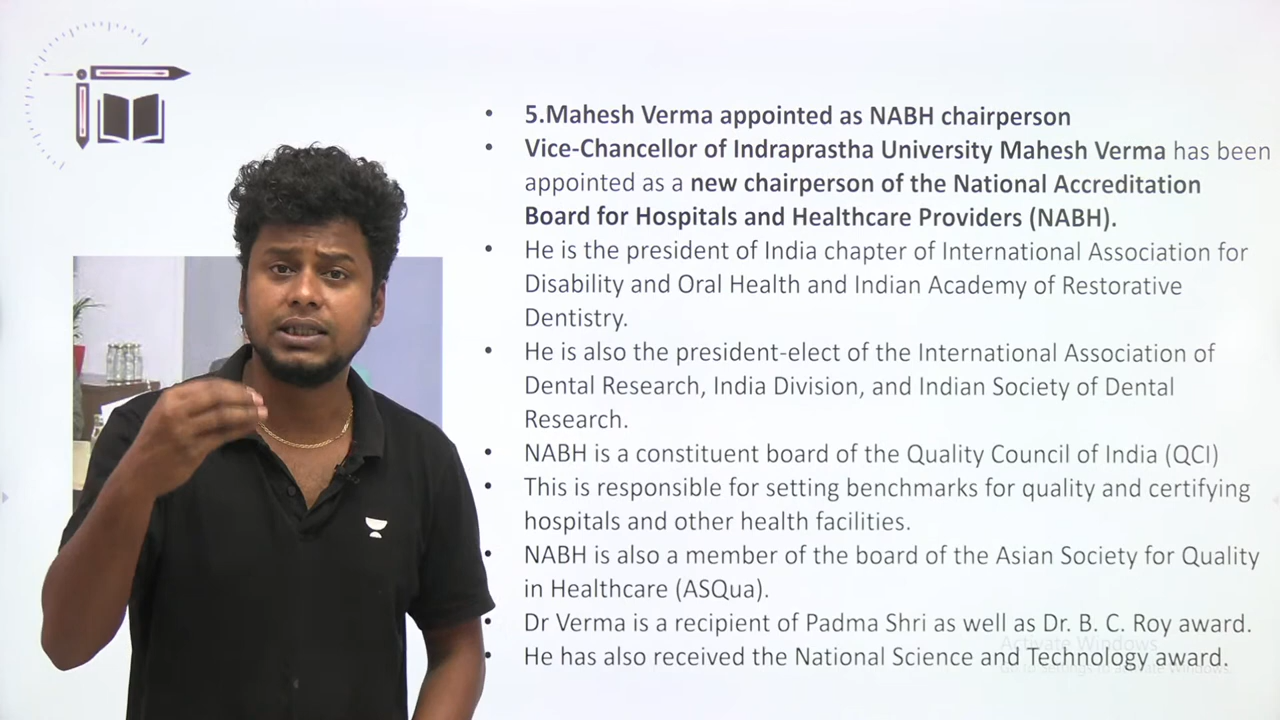 5.Mahesh Verma appointed as NABH chairperson
Vice-Chancellor of Indraprastha University Mahesh Verma has been
appointed as a new chairperson of the National Accreditation
Board for Hospitals and Healthcare Providers (NABH).
He is the president of India chapter of International Association for
Disability and Oral Health and Indian Academy of Restorative
Dentistry.
He is also the president-elect of the International Association of
Dental Research, India Division, and Indian Society of Dental
Research.
NABH is a constituent board of the Quality Council of India (QCI)
This is responsible for setting benchmarks for quality and certifying
hospitals and other health facilities.
NABH is also a member of the board of the Asian Society for Quality
in Healthcare (ASQua).
Dr Verma is a recipient of Padma Shri as well as Dr. B. C. Roy award.
Activate Windows
He has also received the National Science and Technology award.